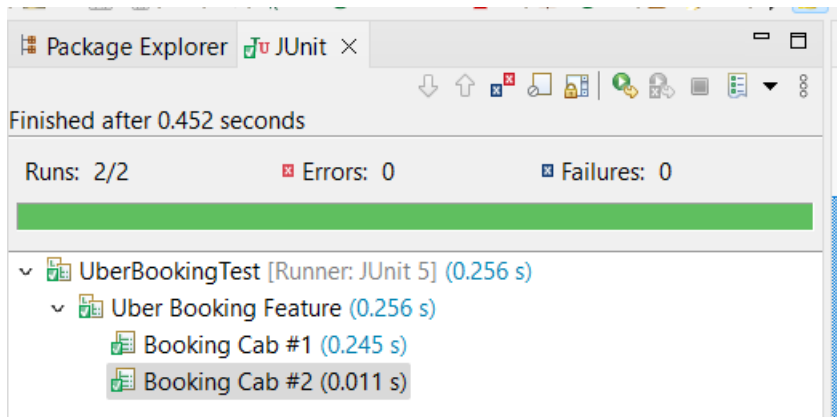 Package Explorer JUnit
Finished after 0.452 seconds
Runs: 2/2 Errors: 0 Failures: 0
UberBookingTest [Runner: JUnit 5] (0.256 s)
Uber Booking Feature (0.256 s)
Booking Cab #1 (0.245 s)
Booking Cab #2 (0.011 s)